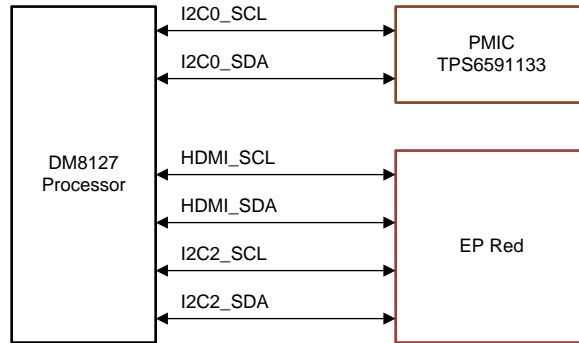 I2C0_SCL
I2C0_SDA
PMIC
TPS6591133
DM8127
Processor
HDMI_SCL
HDMI_SDA
I2C2_SCL
I2C2_SDA
EP Red